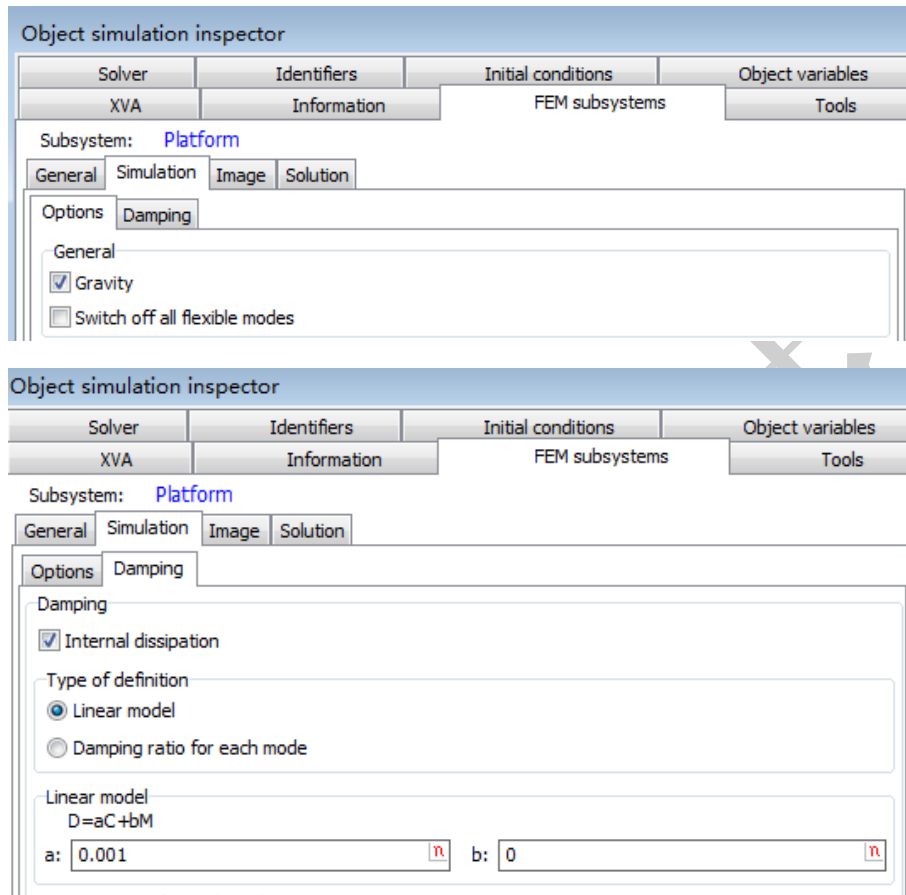 Object simulation inspector
Solver Identifiers Initial conditions Object variables
XVA Information FEM subsystems Tools
Subsystem: Platform
General Simulation Image Solution
Options Damping
General
Gravity
Switch off all flexible modes
Object simulation inspector
Solver Identifiers Initial conditions Object variables
XVA Information FEM subsystems Tools
Subsystem: Platform
General Simulation Image Solution
Options Damping
Damping
Internal dissipation
Type of definition
Linear model
Damping ratio for each mode
Linear model
D=aC+bM
a: 0.001 n b: 0 n